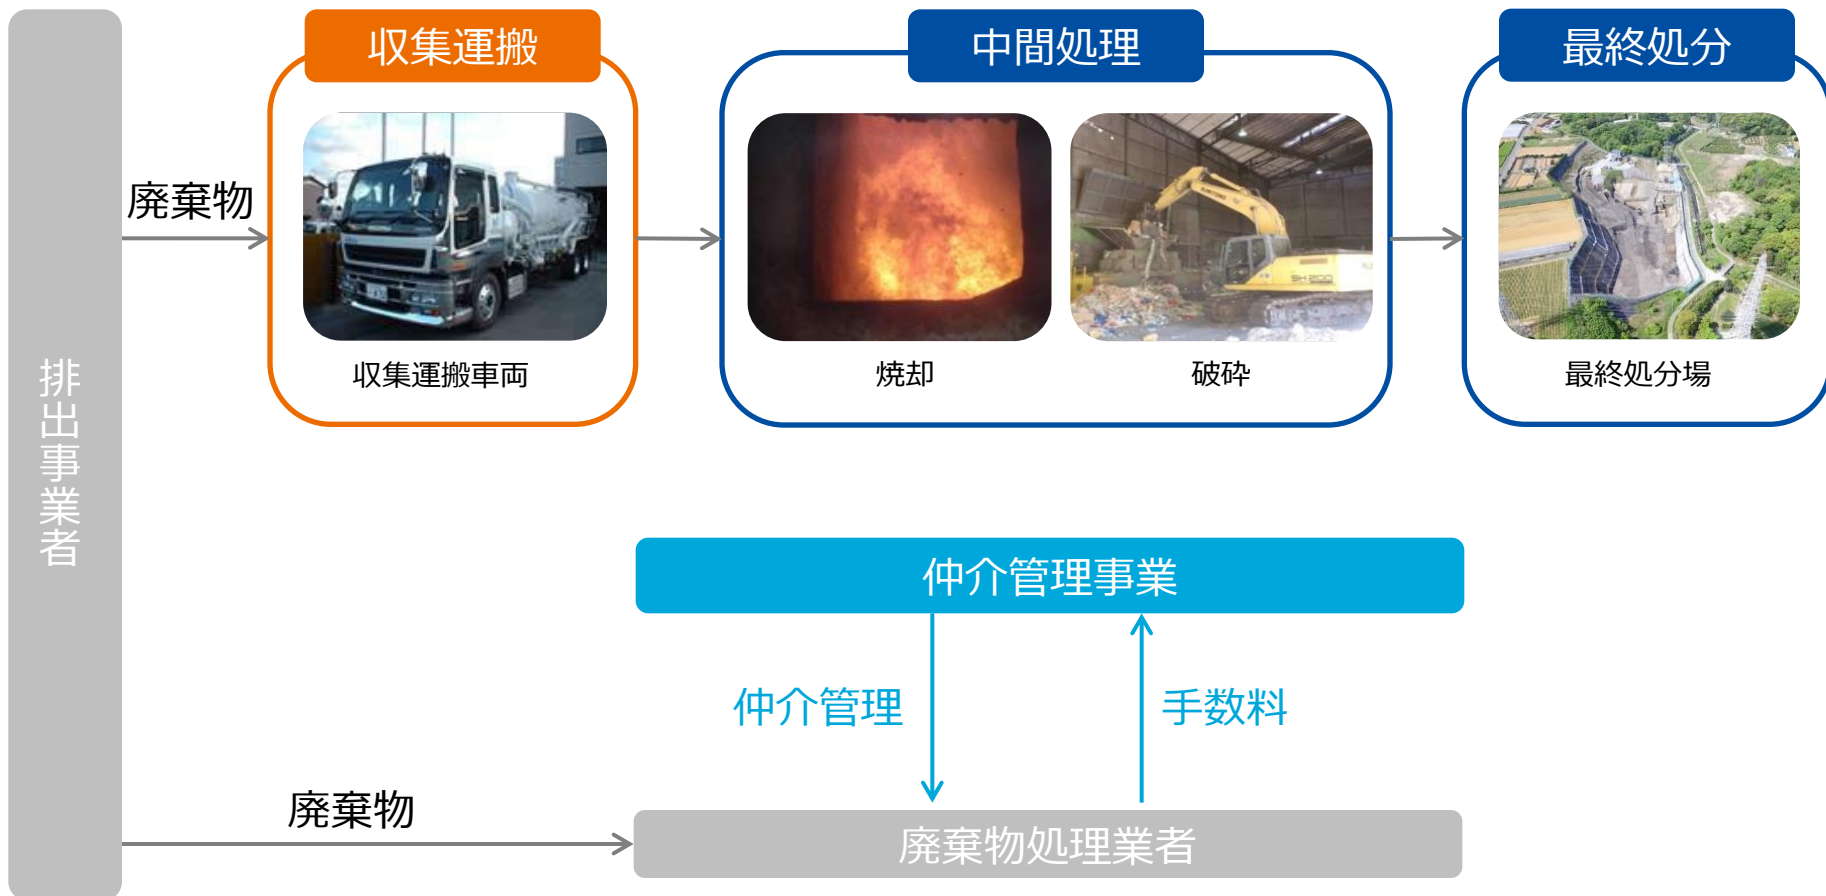 収集運搬
中間処理
最終処分
廃棄物
SH200
収集運搬車両
焼却
破砕
最終処分場
排出事業者
仲介管理事業
仲介管理
手数料
廃棄物
廃棄物処理業者